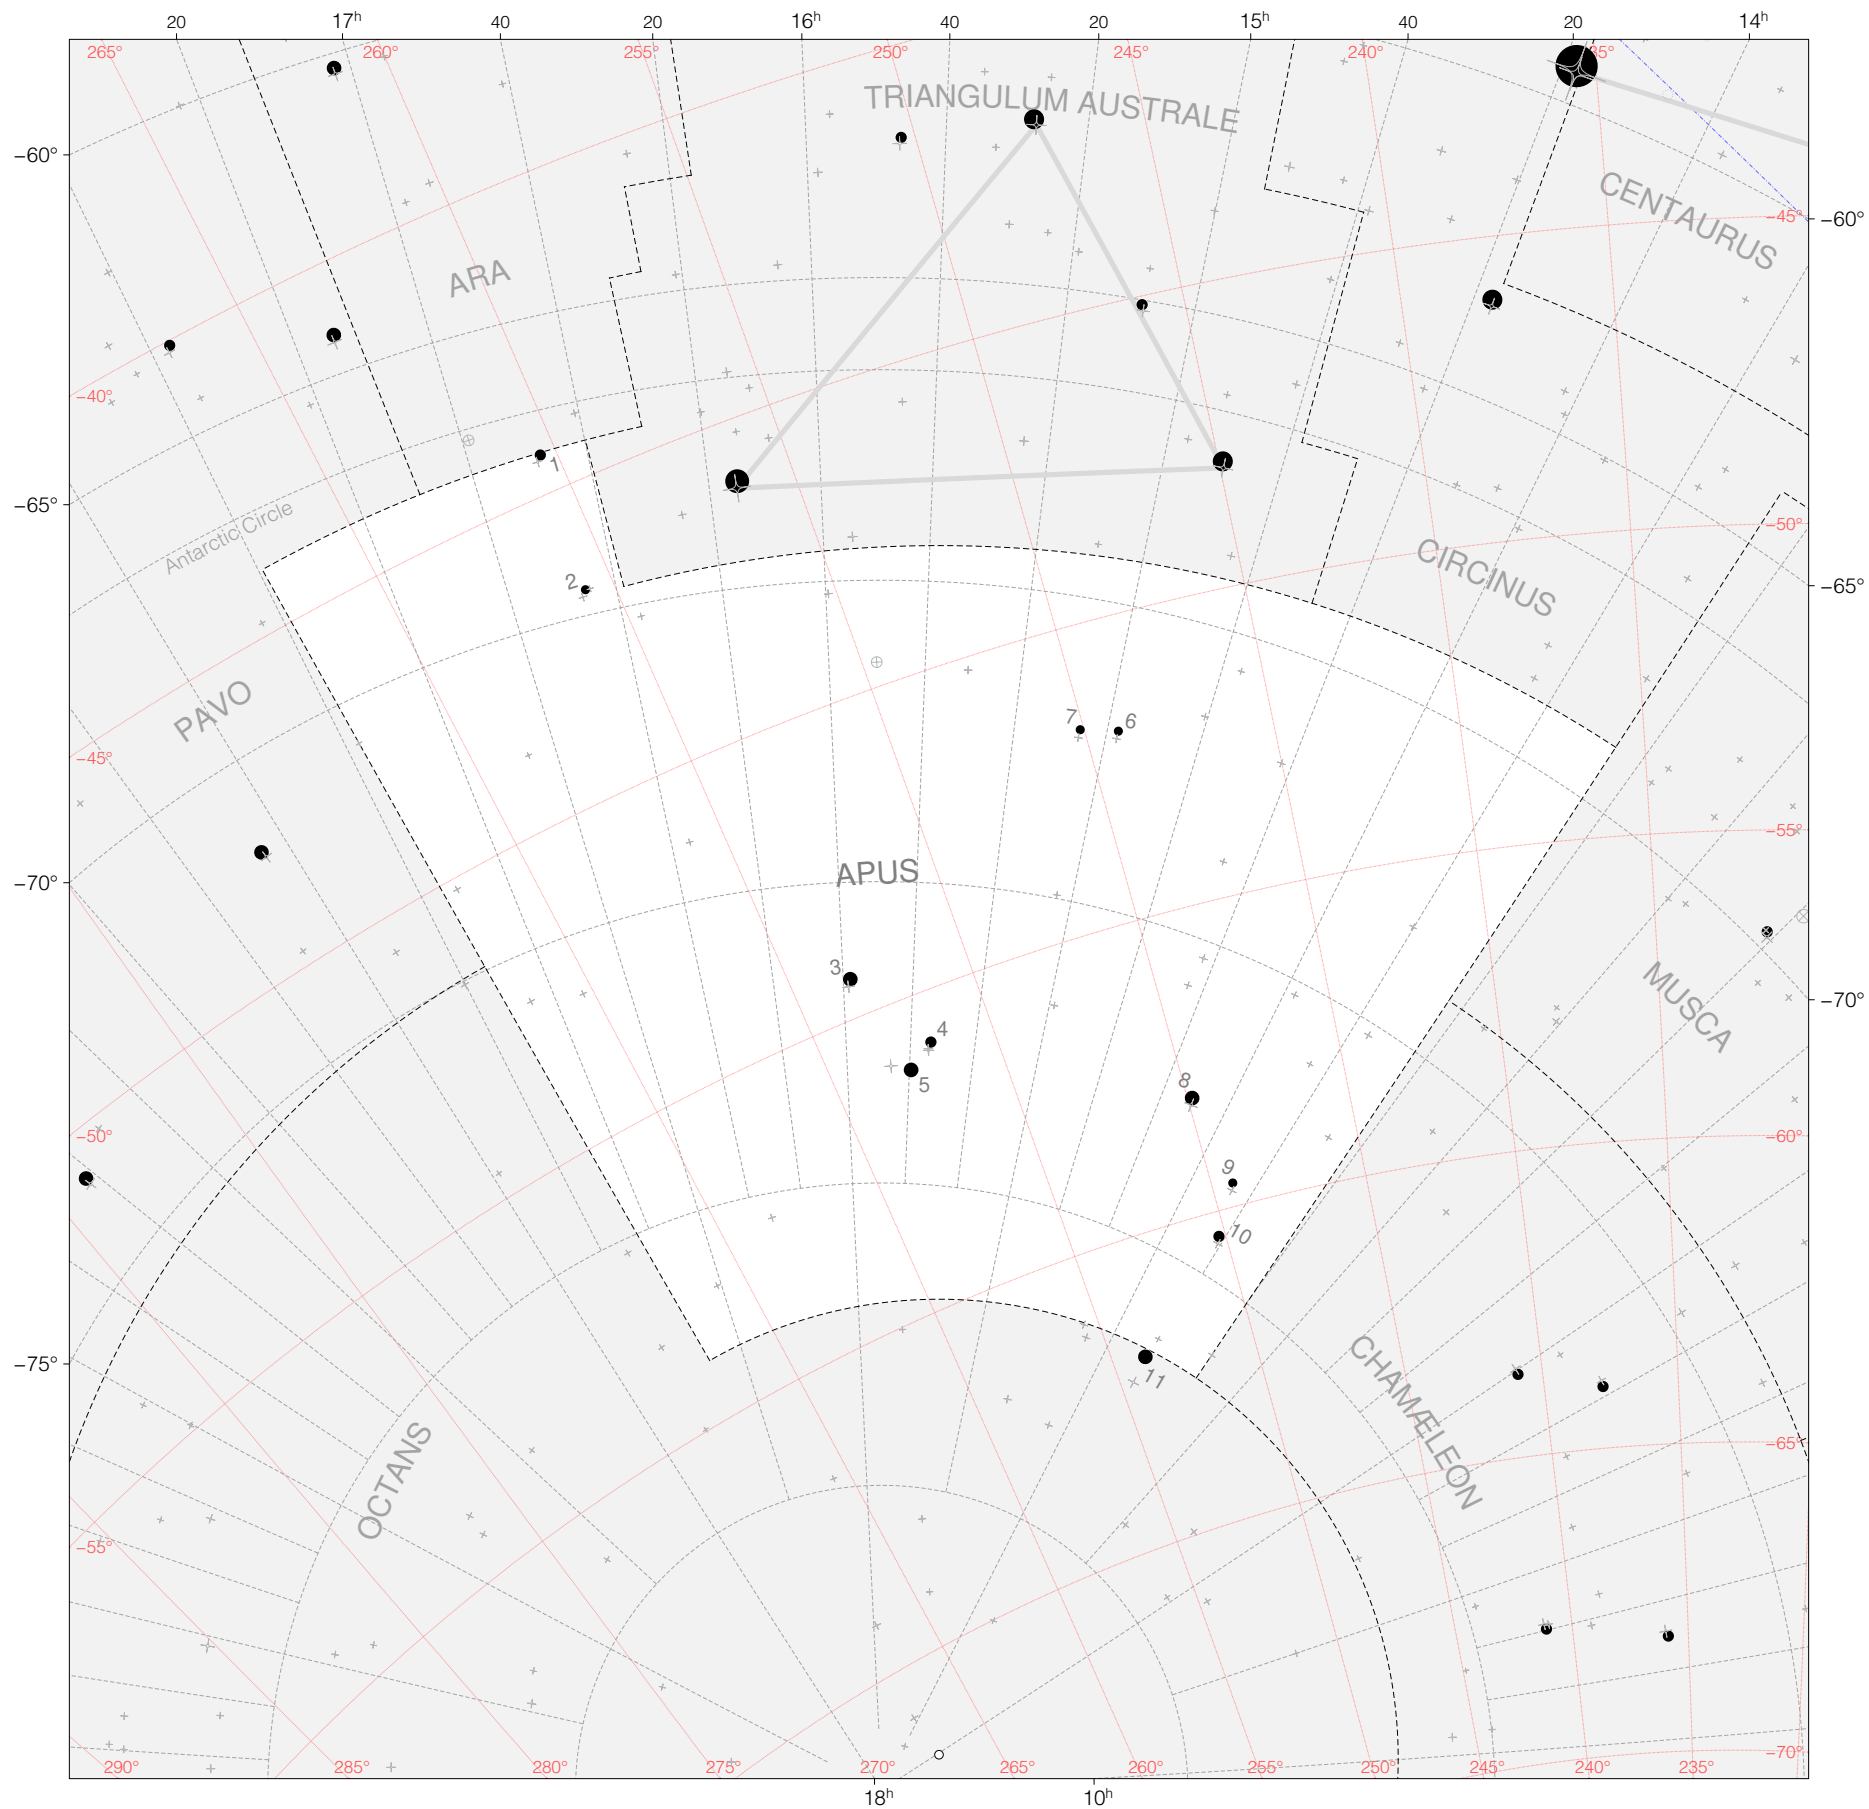 20 17h 40 20 16h 40 20 15h 40 20 14h
265° 260° 255° 250° 245° 240° 35°
TRIANGULUM AUSTRALE
−60°
CENTAURUS
−45° −60°
ARA
−40°
1
−65°
Antarctic Circle
−50°
CIRCINUS
2
−65°
PAVO
7 6
−45°
−55°
APUS
−70°
3
MUSCA
−70°
4
5
8
−50°
−60°
9
10
−75°
11
CHAMÆLEON
OCTANS
−65°
−55°
−70°
290° 285° 280° 275° 270° 265° 260° 255° 250° 245° 240° 235°
18h 10h